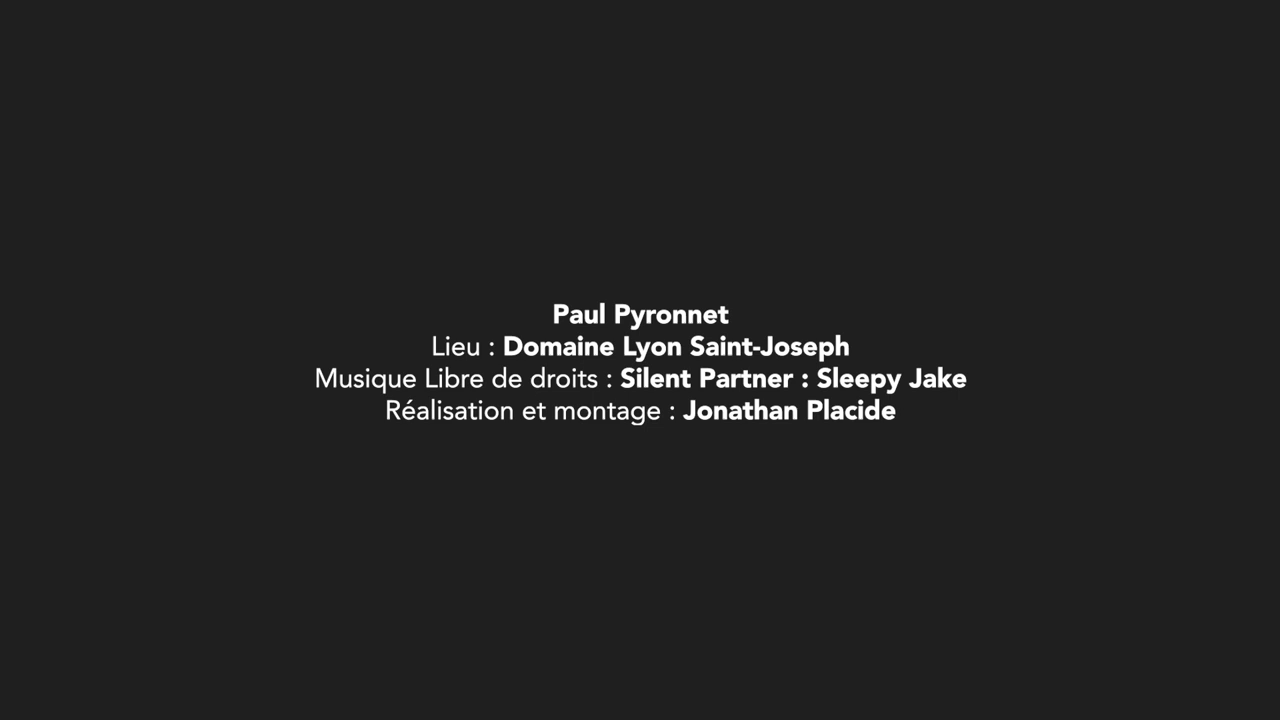 Paul Pyronnet
Lieu : Domaine Lyon Saint-Joseph
Musique Libre de droits : Silent Partner : Sleepy Jake
Réalisation et montage : Jonathan Placide